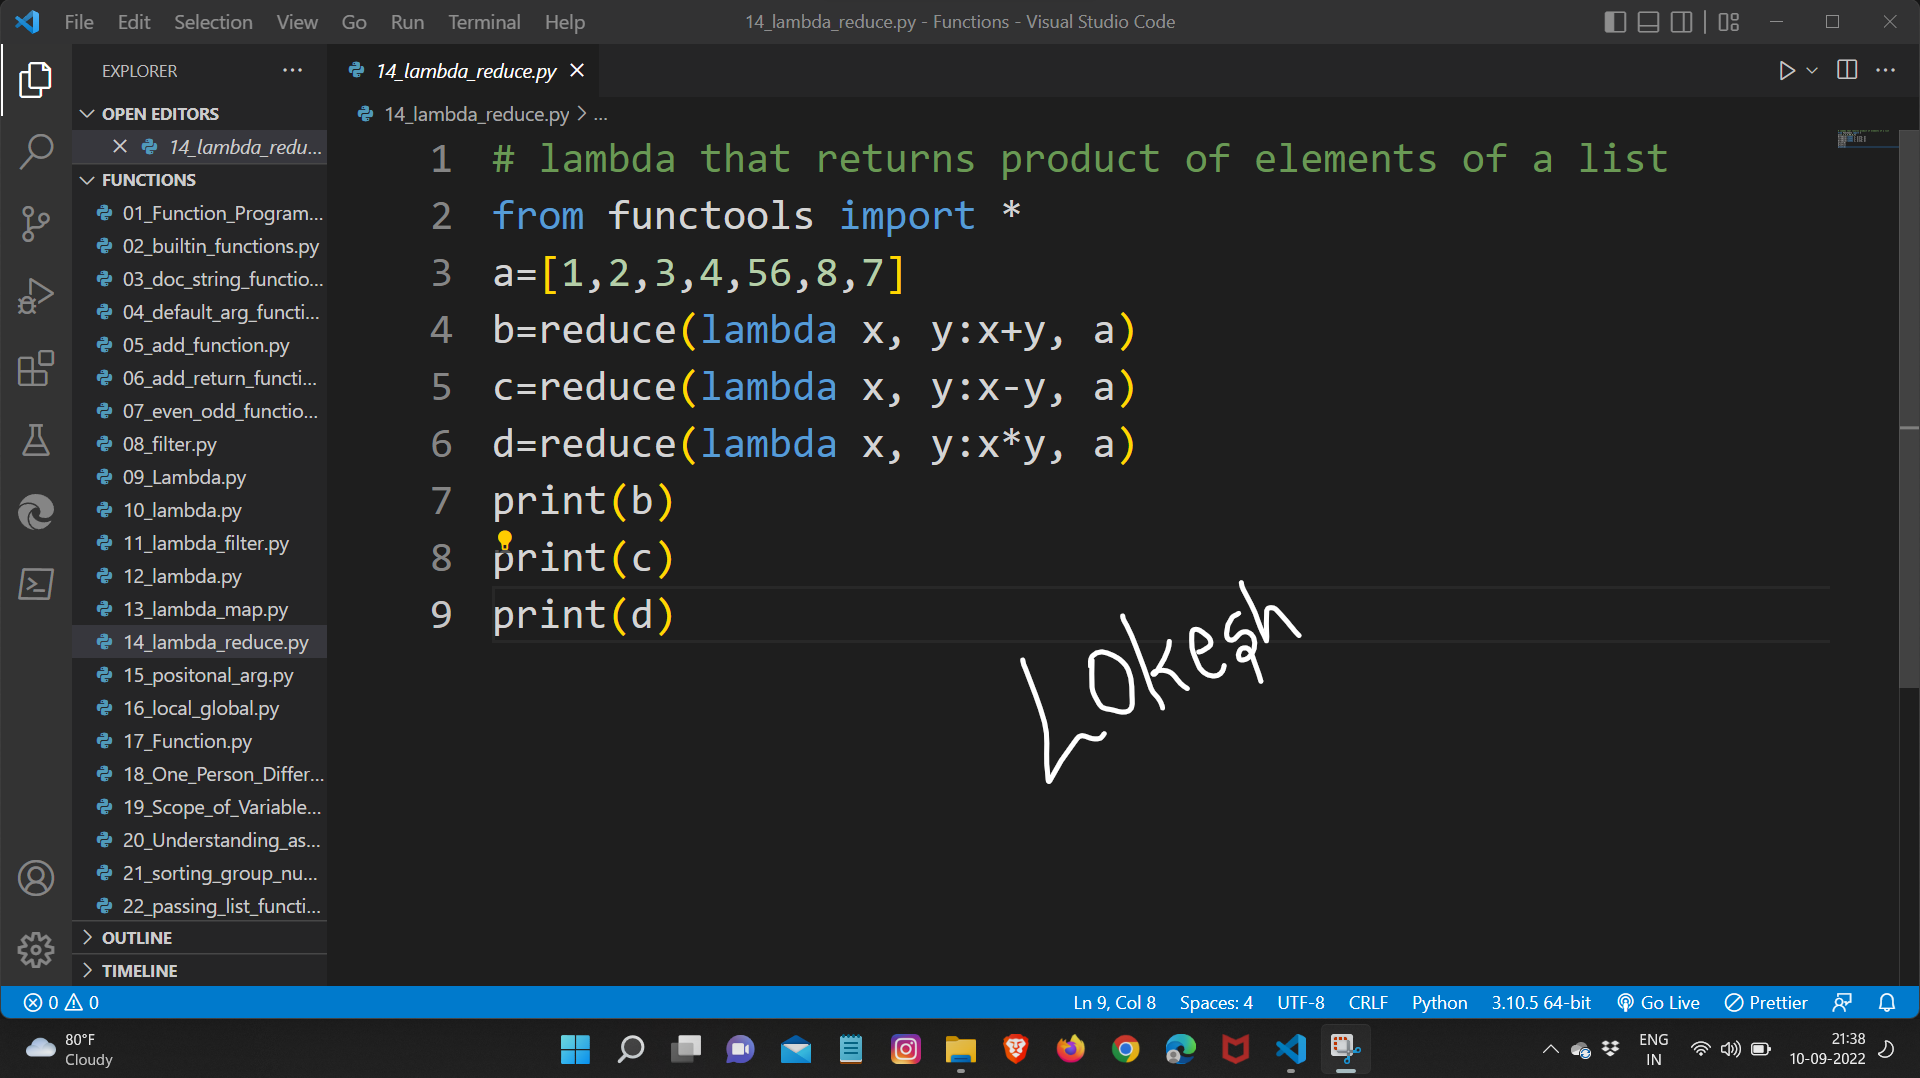 File Edit Selection View Go Run Terminal Help 14_lambda_reduce.py - Functions - Visual Studio Code
EXPLORER
14_lambda_reduce.py
OPEN EDITORS
14_lambda_redu...
FUNCTIONS
01_Function_Program...
02_builtin_functions.py
03_doc_string_functio...
04_default_arg_functi...
05_add_function.py
06_add_return_functi...
07_even_odd_functio...
08_filter.py
09_Lambda.py
10_lambda.py
11_lambda_filter.py
12_lambda.py
13_lambda_map.py
14_lambda_reduce.py
15_positonal_arg.py
16_local_global.py
17_Function.py
18_One_Person_Differ...
19_Scope_of_Variable...
20_Understanding_as...
21_sorting_group_nu...
22_passing_list_functi...
OUTLINE
TIMELINE
14_lambda_reduce.py > ...
1 # lambda that returns product of elements of a list
2 from functools import *
3 a=[1,2,3,4,56,8,7]
4 b=reduce(lambda x, y:x+y, a)
5 c=reduce(lambda x, y:x-y, a)
6 d=reduce(lambda x, y:x*y, a)
7 print(b)
8 print(c)
9 print(d)
Lokesh
0 0 Ln 9, Col 8 Spaces: 4 UTF-8 CRLF Python 3.10.5 64-bit Go Live Prettier
80°F
Cloudy
ENG
IN
21:38
10-09-2022